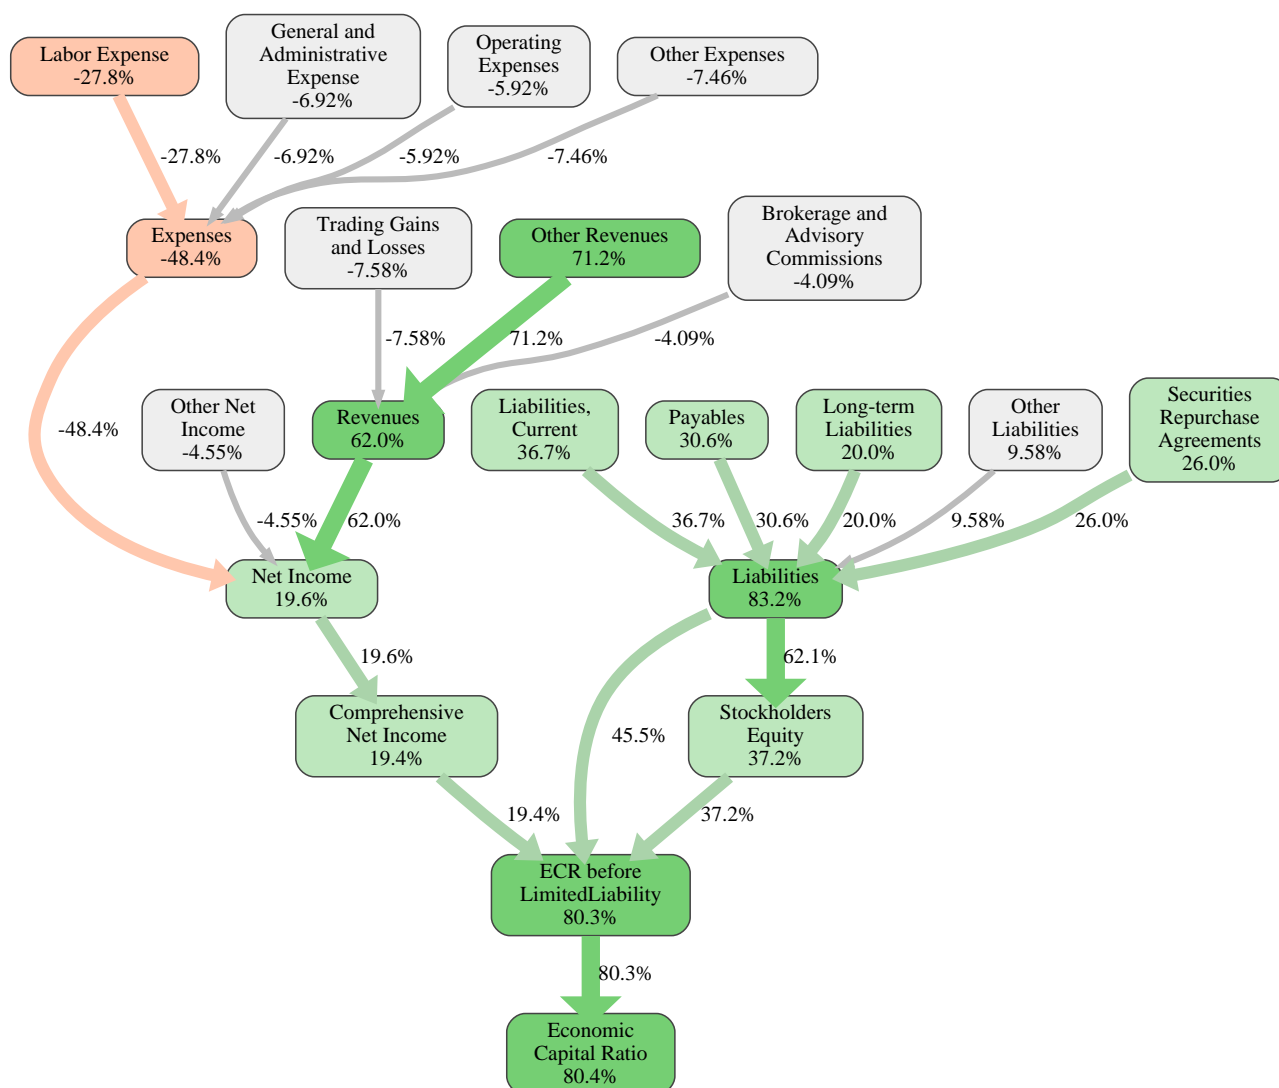 Labor Expense
-27.8%
General and
Administrative
Expense
-6.92%
Operating
Expenses
-5.92%
Other Expenses
-7.46%
-27.8%
-6.92%
-5.92%
-7.46%
Expenses
-48.4%
Trading Gains
and Losses
-7.58%
Other Revenues
71.2%
Brokerage and
Advisory
Commissions
-4.09%
-7.58%
71.2%
-4.09%
-48.4%
Other Net
Income
-4.55%
Revenues
62.0%
Liabilities,
Current
36.7%
Payables
30.6%
Long-term
Liabilities
20.0%
Other
Liabilities
9.58%
Securities
Repurchase
Agreements
26.0%
-4.55%
62.0%
36.7%
30.6%
20.0%
9.58%
26.0%
Net Income
19.6%
Liabilities
83.2%
19.6%
62.1%
Comprehensive
Net Income
19.4%
45.5%
Stockholders
Equity
37.2%
19.4%
37.2%
ECR before
LimitedLiability
80.3%
80.3%
Economic
Capital Ratio
80.4%